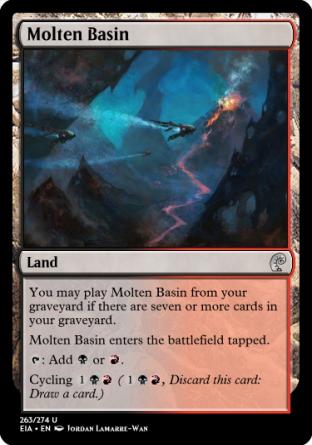 Molten Basin
Land
You may play Molten Basin from your
graveyard if there are seven or more cards in
your graveyard.
Molten Basin enters the battlefield tapped.
: Add or .
Cycling 1 ( 1 , Discard this card:
Draw a card.)
263/274 U
EIA • EN Jordan Lamarre-Wan